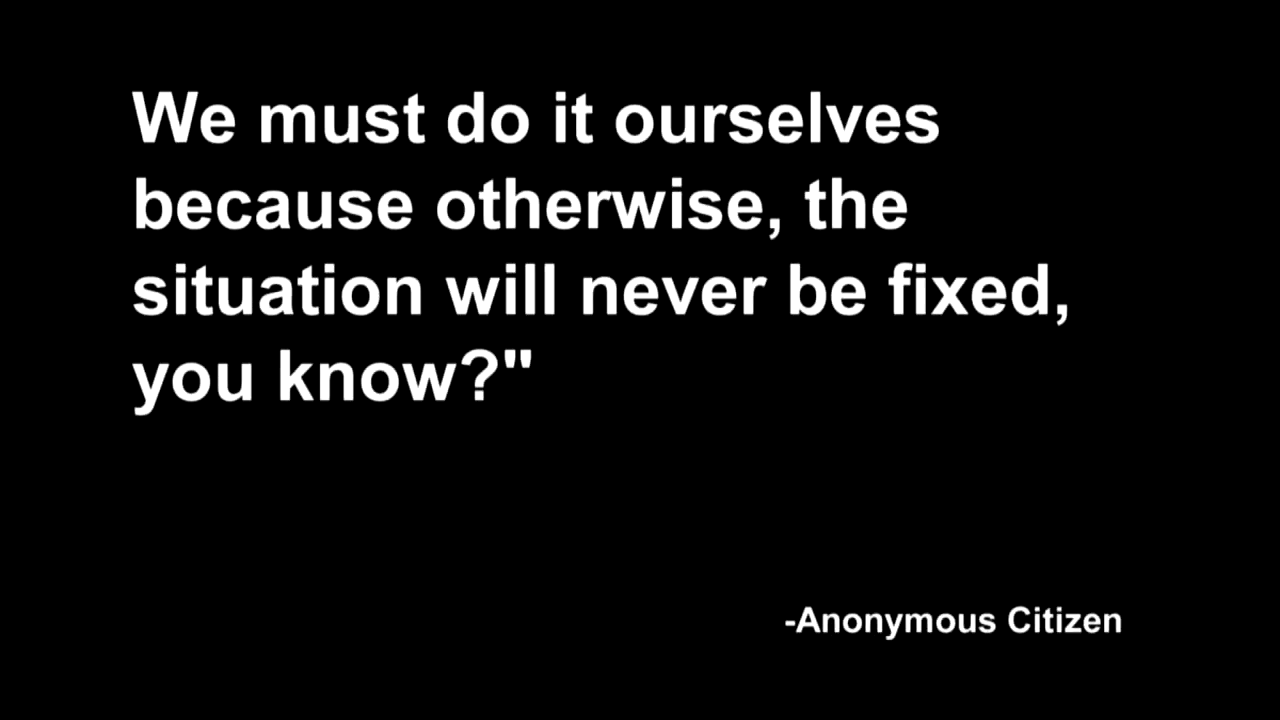 We must do it ourselves
because otherwise, the
situation will never be fixed,
you know?"
-Anonymous Citizen